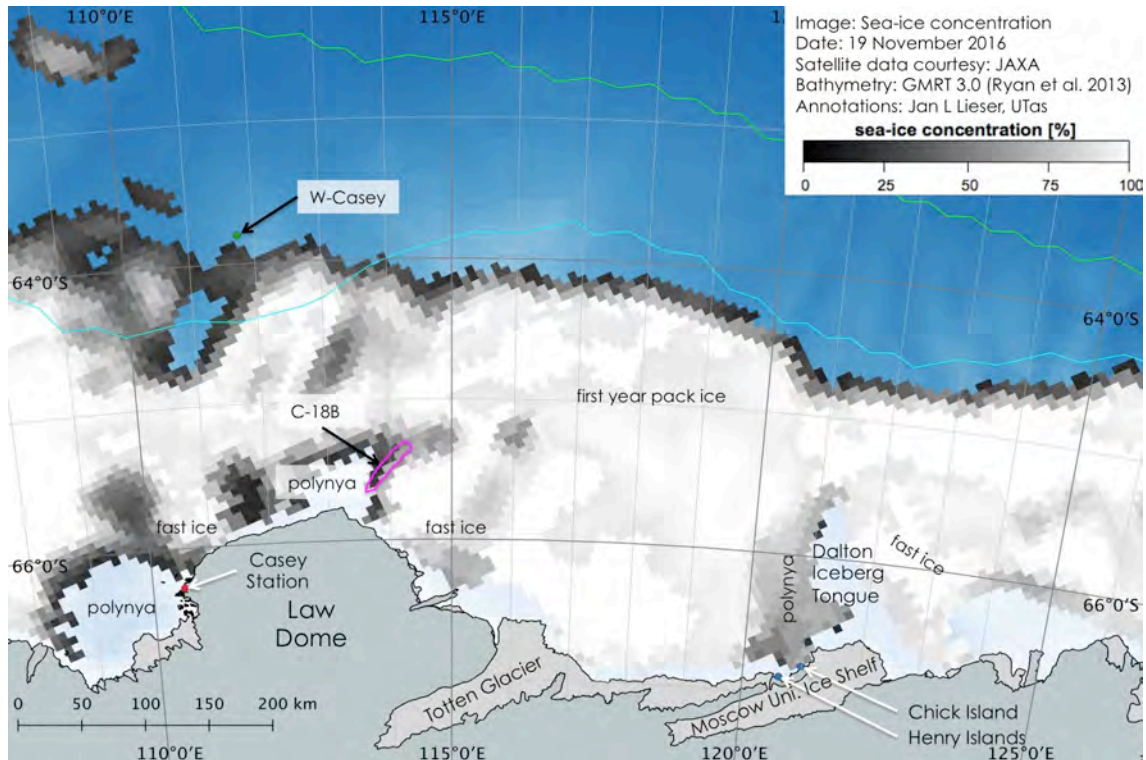 110°0'E
115°0'E
Image: Sea-ice concentration
Date: 19 November 2016
Satellite data courtesy: JAXA
Bathymetry: GMRT 3.0 (Ryan et al. 2013)
Annotations: Jan L Lieser, UTas
sea-ice concentration [%]
0 25 50 75 100
W-Casey
64°0'S
64°0'S
C-18B
first year pack ice
polynya
fast ice
fast ice
66°0'S
Casey
Station
polynya
Law
Dome
polynya
Dalton
Iceberg
Tongue
fast ice
66°0'S
Totten Glacier
Moscow Uni. Ice Shelf
Chick Island
Henry Islands
0 50 100 150 200 km
110°0'E
115°0'E
120°0'E
125°0'E